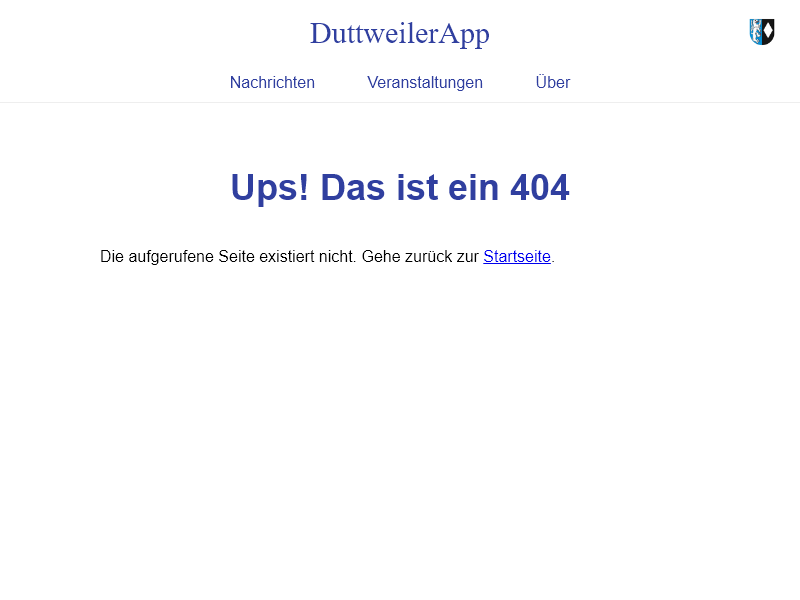 DuttweilerApp
Nachrichten Veranstaltungen Über
Ups! Das ist ein 404
Die aufgerufene Seite existiert nicht. Gehe zurück zur Startseite.